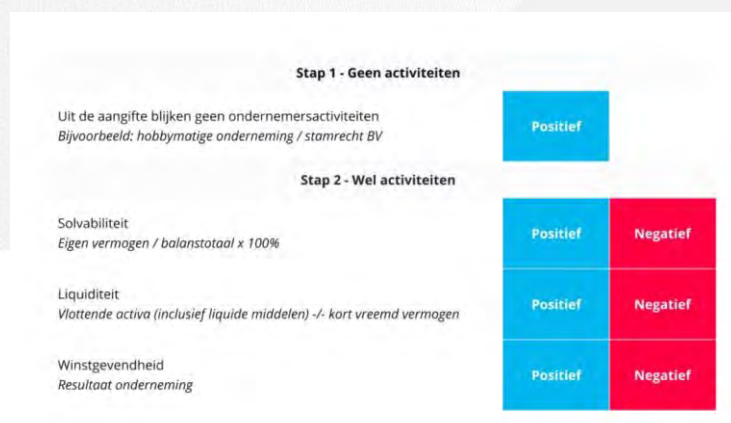 Stap 1 - Geen activiteiten
Uit de aangifte blijken geen ondernemersactiviteiten
Bijvoorbeeld: hobbymatige onderneming / stamrecht BV
Positief
Stap 2 - Wel activiteiten
Solvabiliteit
Eigen vermogen / balanstotaal x 100%
Positief
Negatief
Liquiditeit
Vlottende activa (inclusief liquide middelen) -/- kort vreemd vermogen
Positief
Negatief
Winstgevendheid
Resultaat onderneming
Positief
Negatief